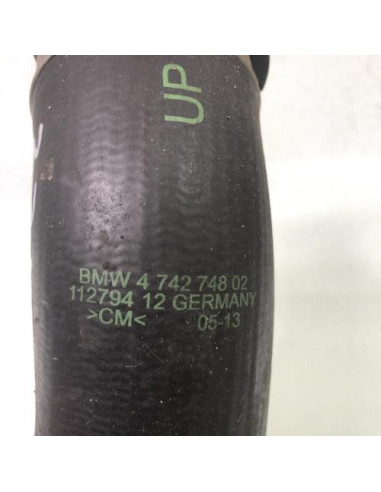 UP
BMW 4 742 748 02
112794 12 GERMANY
>CM< 05-13